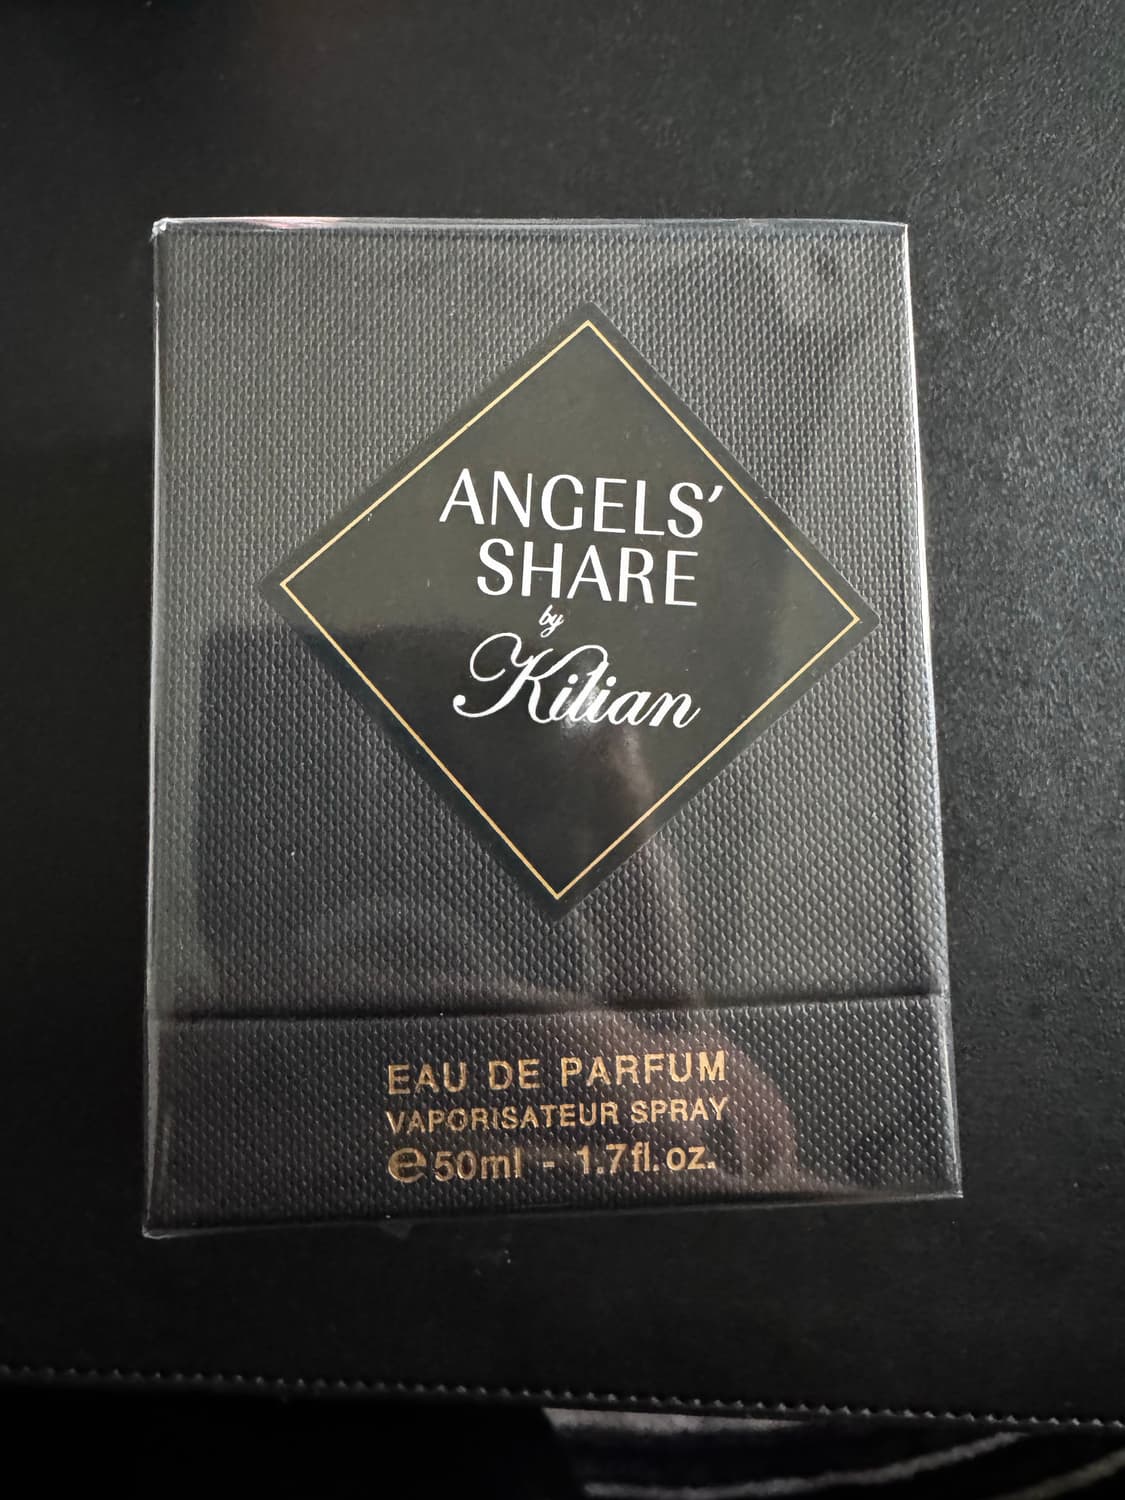 ANGELS’
SHARE
by
Kilian
EAU DE PARFUM
VAPORISATEUR SPRAY
℮50ml - 1.7fl.oz.